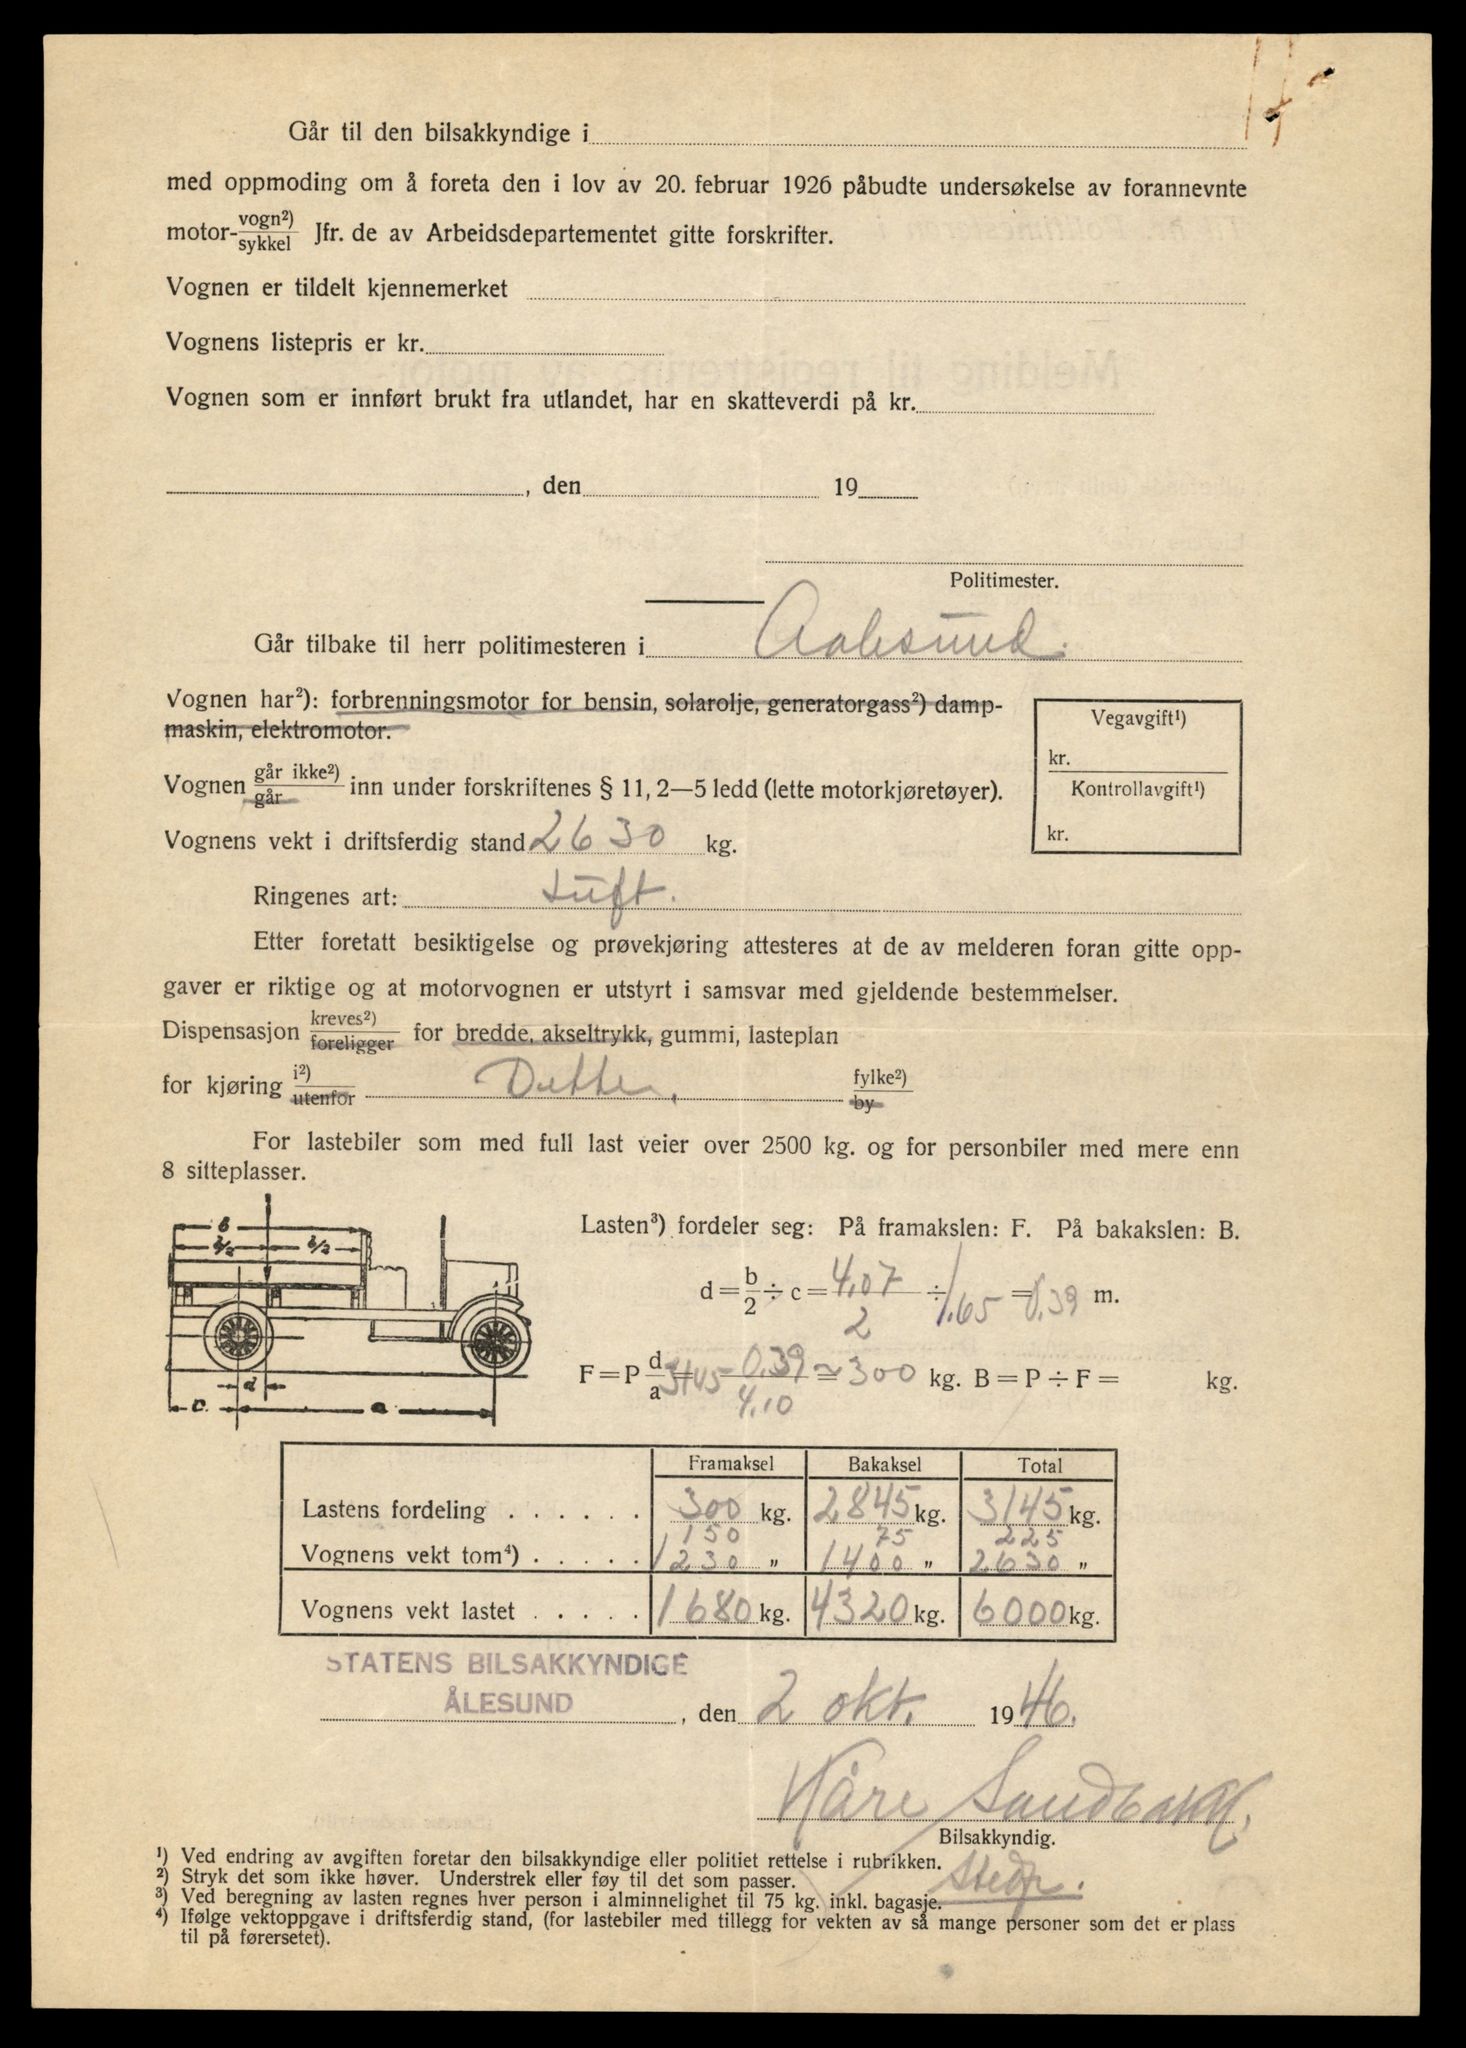 Går til den bilsakkyndige i
med oppmoding om å foreta den i lov av 20. februar 1926 påbudte undersøkelse av forannevnte
motor- vogn²) / sykkel Jfr. de av Arbeidsdepartementet gitte forskrifter.
Vognen er tildelt kjennemerket
Vognens listepris er kr.
Vognen som er innført brukt fra utlandet, har en skatteverdi på kr.
, den 19
Politimester.
Går tilbake til herr politimesteren i Aalesund.
Vognen har²): forbrenningsmotor for bensin, solarolje, generatorgass²) damp-
maskin, elektromotor.
Vegavgift¹)
kr.
Kontrollavgift¹)
kr.
Vognen går ikke²) / går inn under forskriftenes § 11, 2—5 ledd (lette motorkjøretøyer).
Vognens vekt i driftsferdig stand 2630 kg.
Ringenes art: Luft.
Etter foretatt besiktigelse og prøvekjøring attesteres at de av melderen foran gitte opp-
gaver er riktige og at motorvognen er utstyrt i samsvar med gjeldende bestemmelser.
Dispensasjon kreves²) / foreligger for bredde, akseltrykk, gummi, lasteplan
for kjøring i²) / utenfor Dette, fylke²) / by
For lastebiler som med full last veier over 2500 kg. og for personbiler med mere enn
8 sitteplasser.
b
b/2 b/2
d
c. a
Lasten³) fordeler seg: På framakslen: F. På bakakslen: B.
d = b/2 ÷ c = 4,07/2 ÷ 1,65 = 0,39 m.
F = P d/a = 3145 0,39/4,10 ≈ 300 kg. B = P ÷ F = kg.
Framaksel Bakaksel Total
Lastens fordeling . . . . . . 300 kg. 2845 kg. 3145 kg.
150 75 225
Vognens vekt tom⁴) . . . . . 1230 „ 1400 „ 2630 „
Vognens vekt lastet . . . . . 1680 kg. 4320 kg. 6000 kg.
STATENS BILSAKKYNDIGE
ÅLESUND
, den 2 okt. 1946.
Kåre Sandbakk.
Bilsakkyndig.
¹) Ved endring av avgiften foretar den bilsakkyndige eller politiet rettelse i rubrikken.
²) Stryk det som ikke høver. Understrek eller føy til det som passer.
³) Ved beregning av lasten regnes hver person i alminnelighet til 75 kg. inkl. bagasje.
⁴) Ifølge vektoppgave i driftsferdig stand, (for lastebiler med tillegg for vekten av så mange personer som det er plass
til på førersetet).